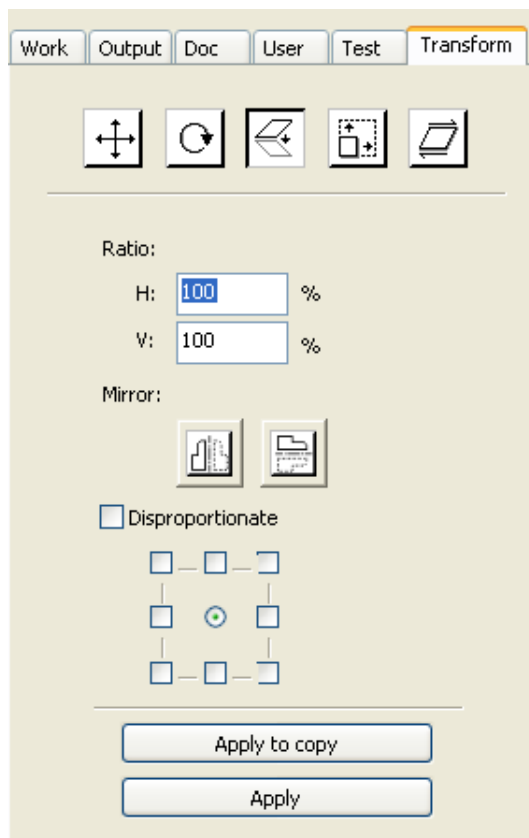 Work Output Doc User Test Transform
Ratio:
H: 100 %
V: 100 %
Mirror:
Disproportionate
Apply to copy
Apply